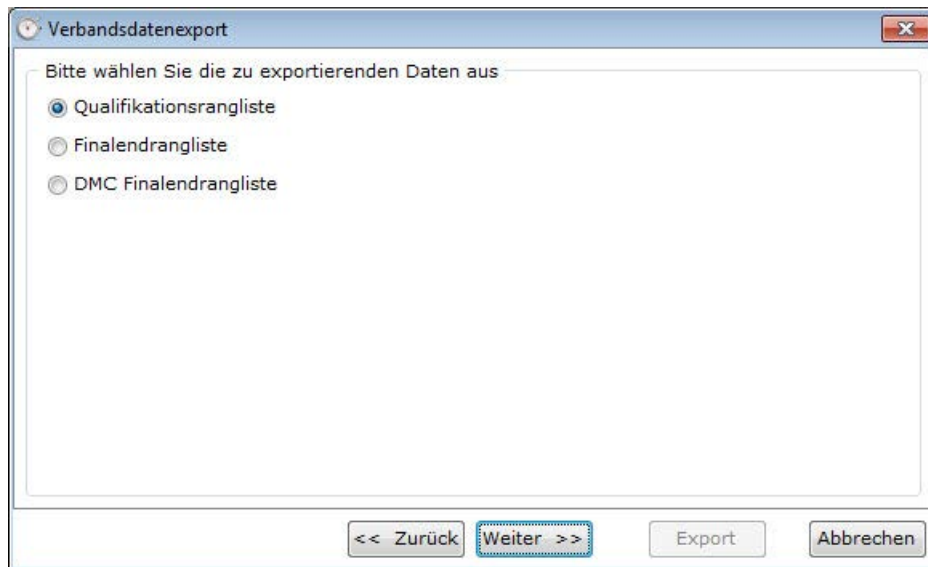 Verbandsdatenexport
Bitte wählen Sie die zu exportierenden Daten aus
Qualifikationsrangliste
Finalendrangliste
DMC Finalendrangliste
<< Zurück Weiter >> Export Abbrechen